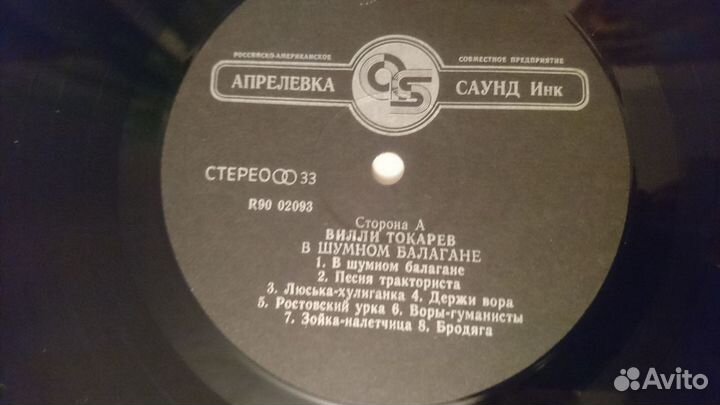 РОССИЙСКО-АМЕРИКАНСКОЕ СОВМЕСТНОЕ ПРЕДПРИЯТИЕ
АПРЕЛЕВКА САУНД Инк
СТЕРЕО 33
R90 02093
Сторона А
ВИЛЛИ ТОКАРЕВ
В ШУМНОМ БАЛАГАНЕ
1. В шумном балагане
2. Песня тракториста
3. Люська-хулиганка 4. Держи вора
5. Ростовский урка 6. Воры-гуманисты
7. Зойка-налетчица 8. Бродяга
Avito